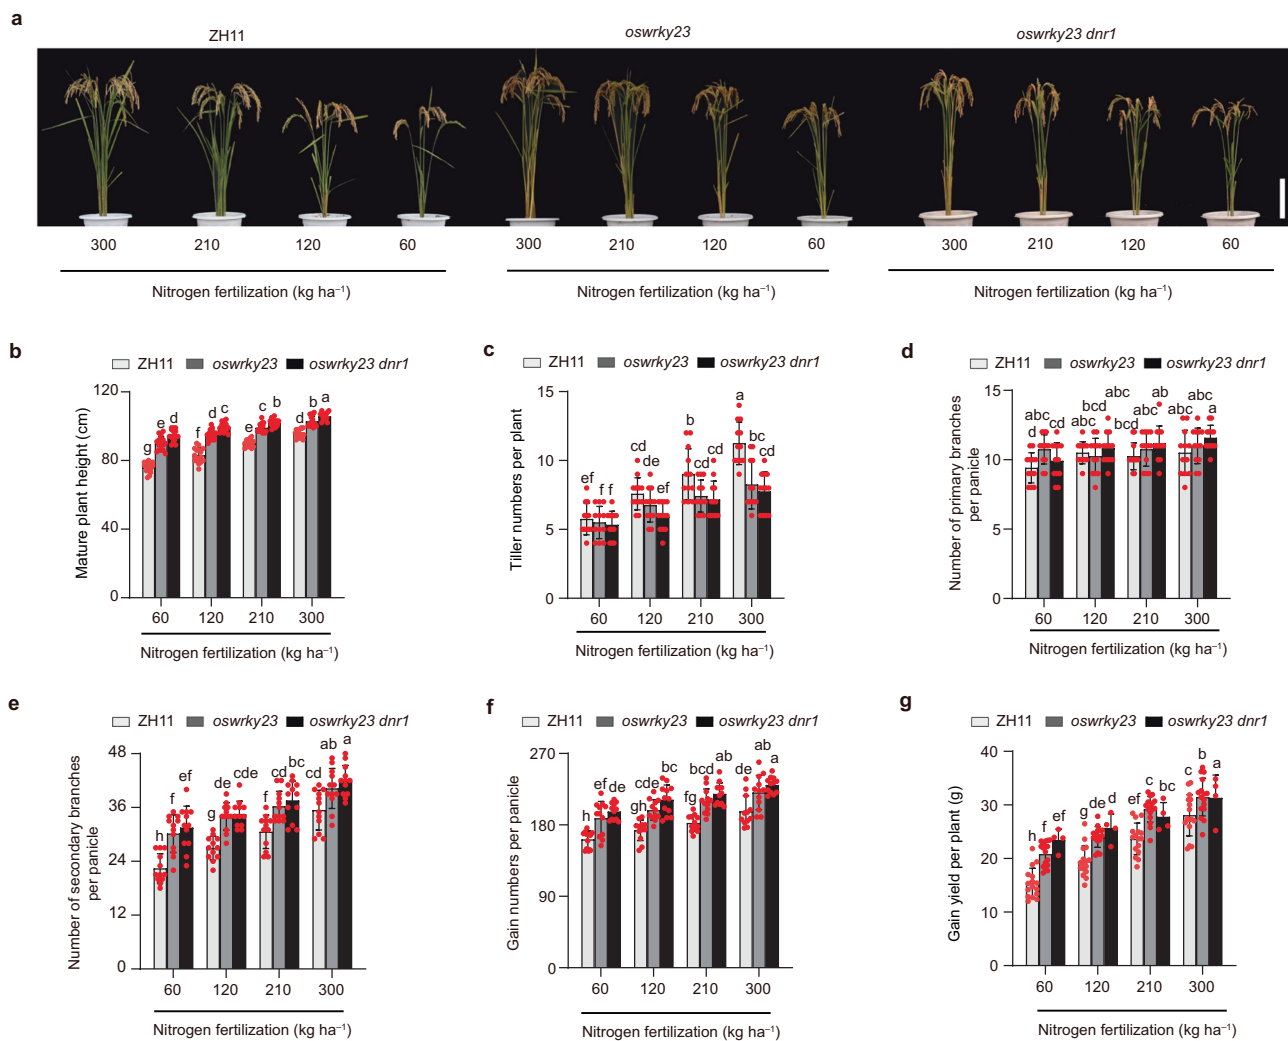 a
ZH11 oswrky23 oswrky23 dnr1
300 210 120 60 300 210 120 60 300 210 120 60
Nitrogen fertilization (kg ha⁻¹) Nitrogen fertilization (kg ha⁻¹) Nitrogen fertilization (kg ha⁻¹)
b
ZH11 oswrky23 oswrky23 dnr1
Mature plant height (cm)
120
80
40
0
g e d f d c e c b d b a
60 120 210 300
Nitrogen fertilization (kg ha⁻¹)
c
ZH11 oswrky23 oswrky23 dnr1
Tiller numbers per plant
15
10
5
0
ef f f cd de ef b cd cd a bc cd
60 120 210 300
Nitrogen fertilization (kg ha⁻¹)
d
ZH11 oswrky23 oswrky23 dnr1
Number of primary branches
per panicle
15
10
5
0
d abc cd abc bcd abc bcd abc ab abc abc a
60 120 210 300
Nitrogen fertilization (kg ha⁻¹)
e
ZH11 oswrky23 oswrky23 dnr1
Number of secondary branches
per panicle
48
36
24
12
0
h f ef g de cde f cd bc cd ab a
60 120 210 300
Nitrogen fertilization (kg ha⁻¹)
f
ZH11 oswrky23 oswrky23 dnr1
Gain numbers per panicle
270
180
90
0
h ef de gh cde bc fg bcd ab de ab a
60 120 210 300
Nitrogen fertilization (kg ha⁻¹)
g
ZH11 oswrky23 oswrky23 dnr1
Gain yield per plant (g)
40
30
20
10
0
h f ef g de d ef c bc c b a
60 120 210 300
Nitrogen fertilization (kg ha⁻¹)